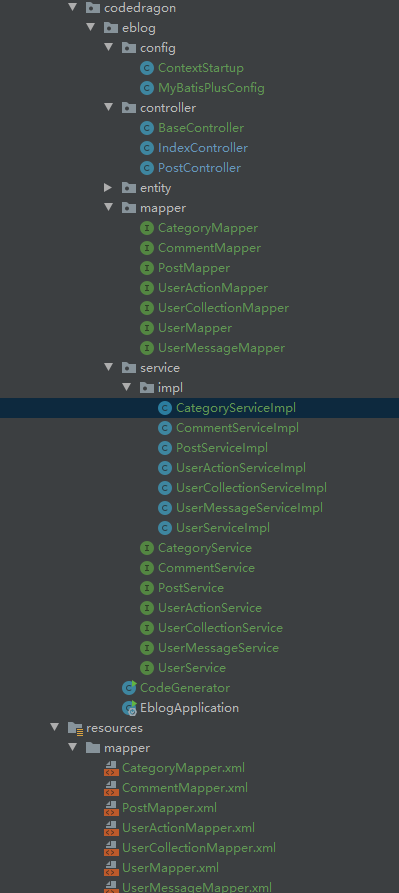 codedragon
eblog
config
ContextStartup
MyBatisPlusConfig
controller
BaseController
IndexController
PostController
entity
mapper
CategoryMapper
CommentMapper
PostMapper
UserActionMapper
UserCollectionMapper
UserMapper
UserMessageMapper
service
impl
CategoryServiceImpl
CommentServiceImpl
PostServiceImpl
UserActionServiceImpl
UserCollectionServiceImpl
UserMessageServiceImpl
UserServiceImpl
CategoryService
CommentService
PostService
UserActionService
UserCollectionService
UserMessageService
UserService
CodeGenerator
EblogApplication
resources
mapper
CategoryMapper.xml
CommentMapper.xml
PostMapper.xml
UserActionMapper.xml
UserCollectionMapper.xml
UserMapper.xml
UserMessageMapper.xml